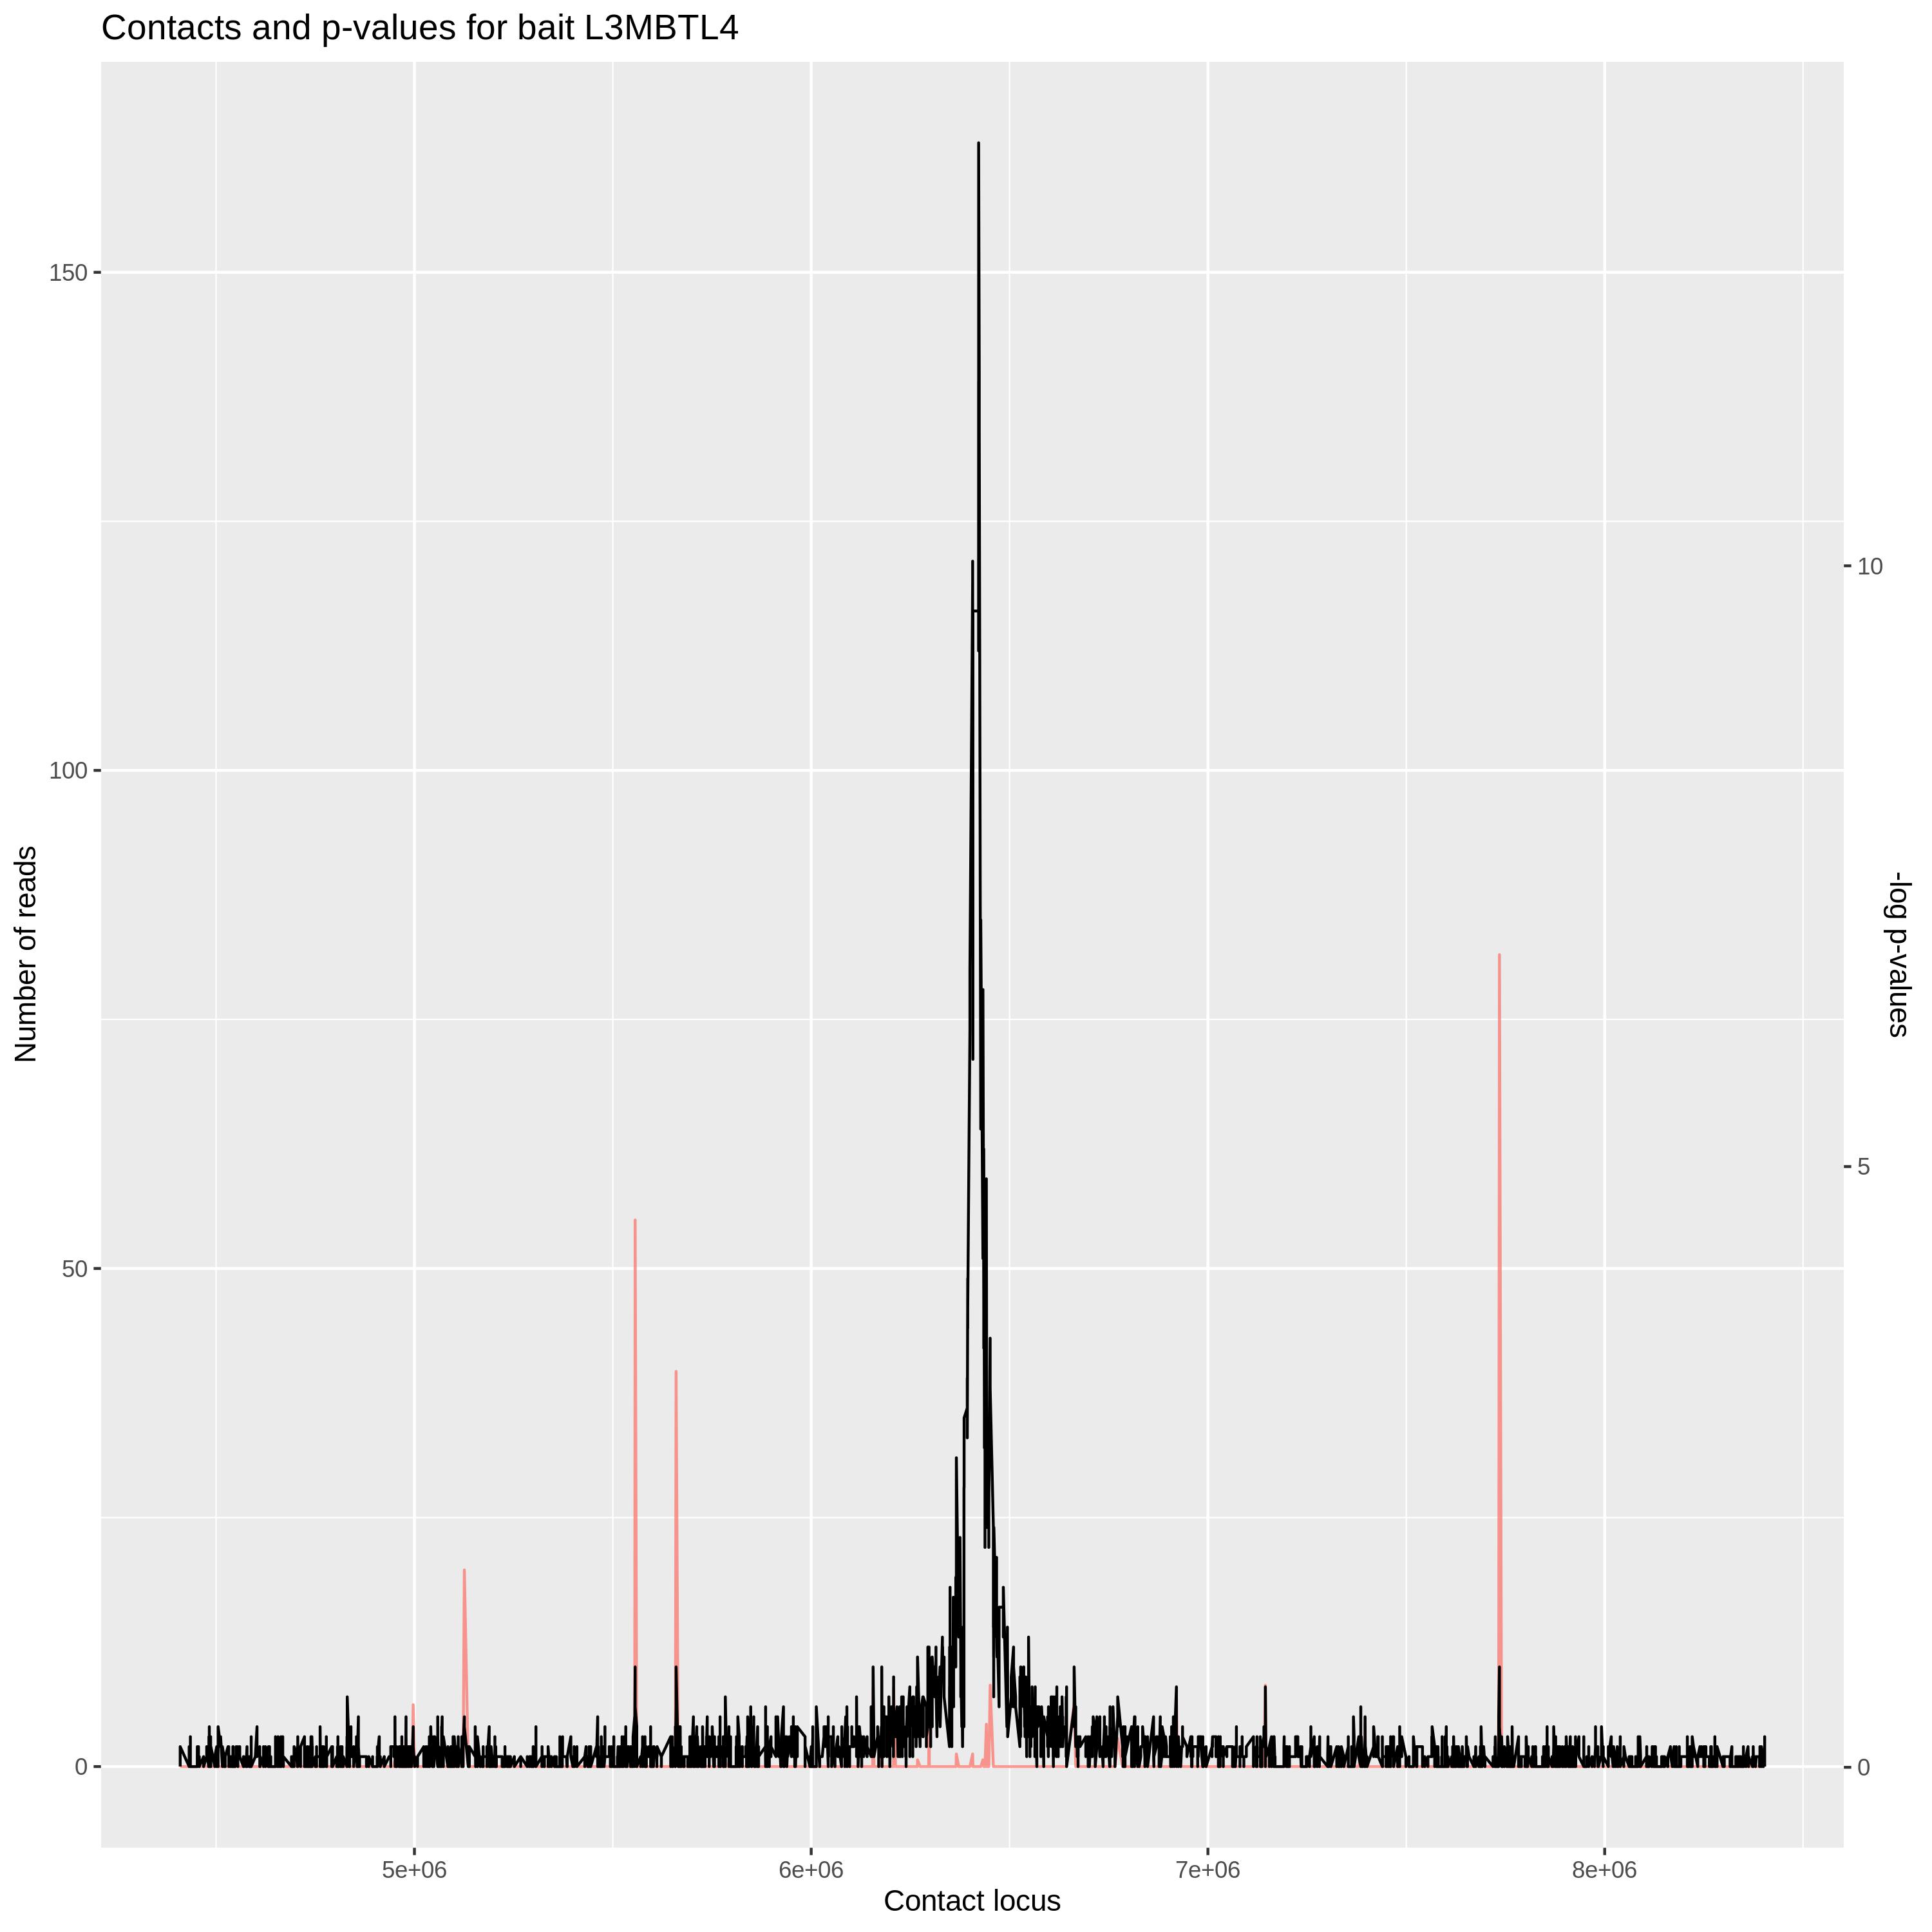 Contacts and p-values for bait L3MBTL4
150
100
50
0
Number of reads
10
5
0
-log p-values
5e+06
6e+06
7e+06
8e+06
Contact locus